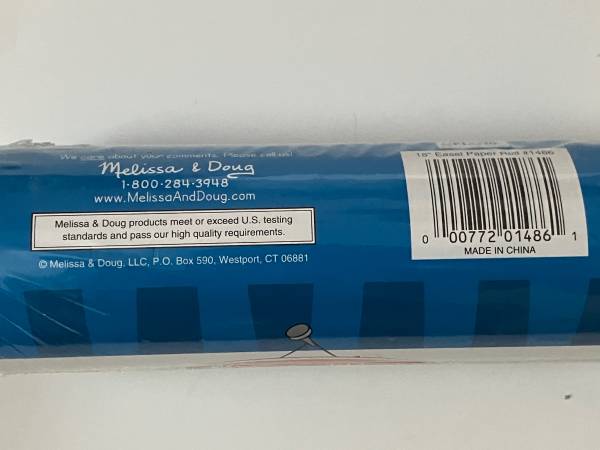 We care about your comments. Please call us!
Melissa & Doug
1·800·284·3948
www.MelissaAndDoug.com
Melissa & Doug products meet or exceed U.S. testing
standards and pass our high quality requirements.
© Melissa & Doug, LLC, P.O. Box 590, Westport, CT 06881
18" Easel Paper Roll #1486
0 00772 01486 1
MADE IN CHINA